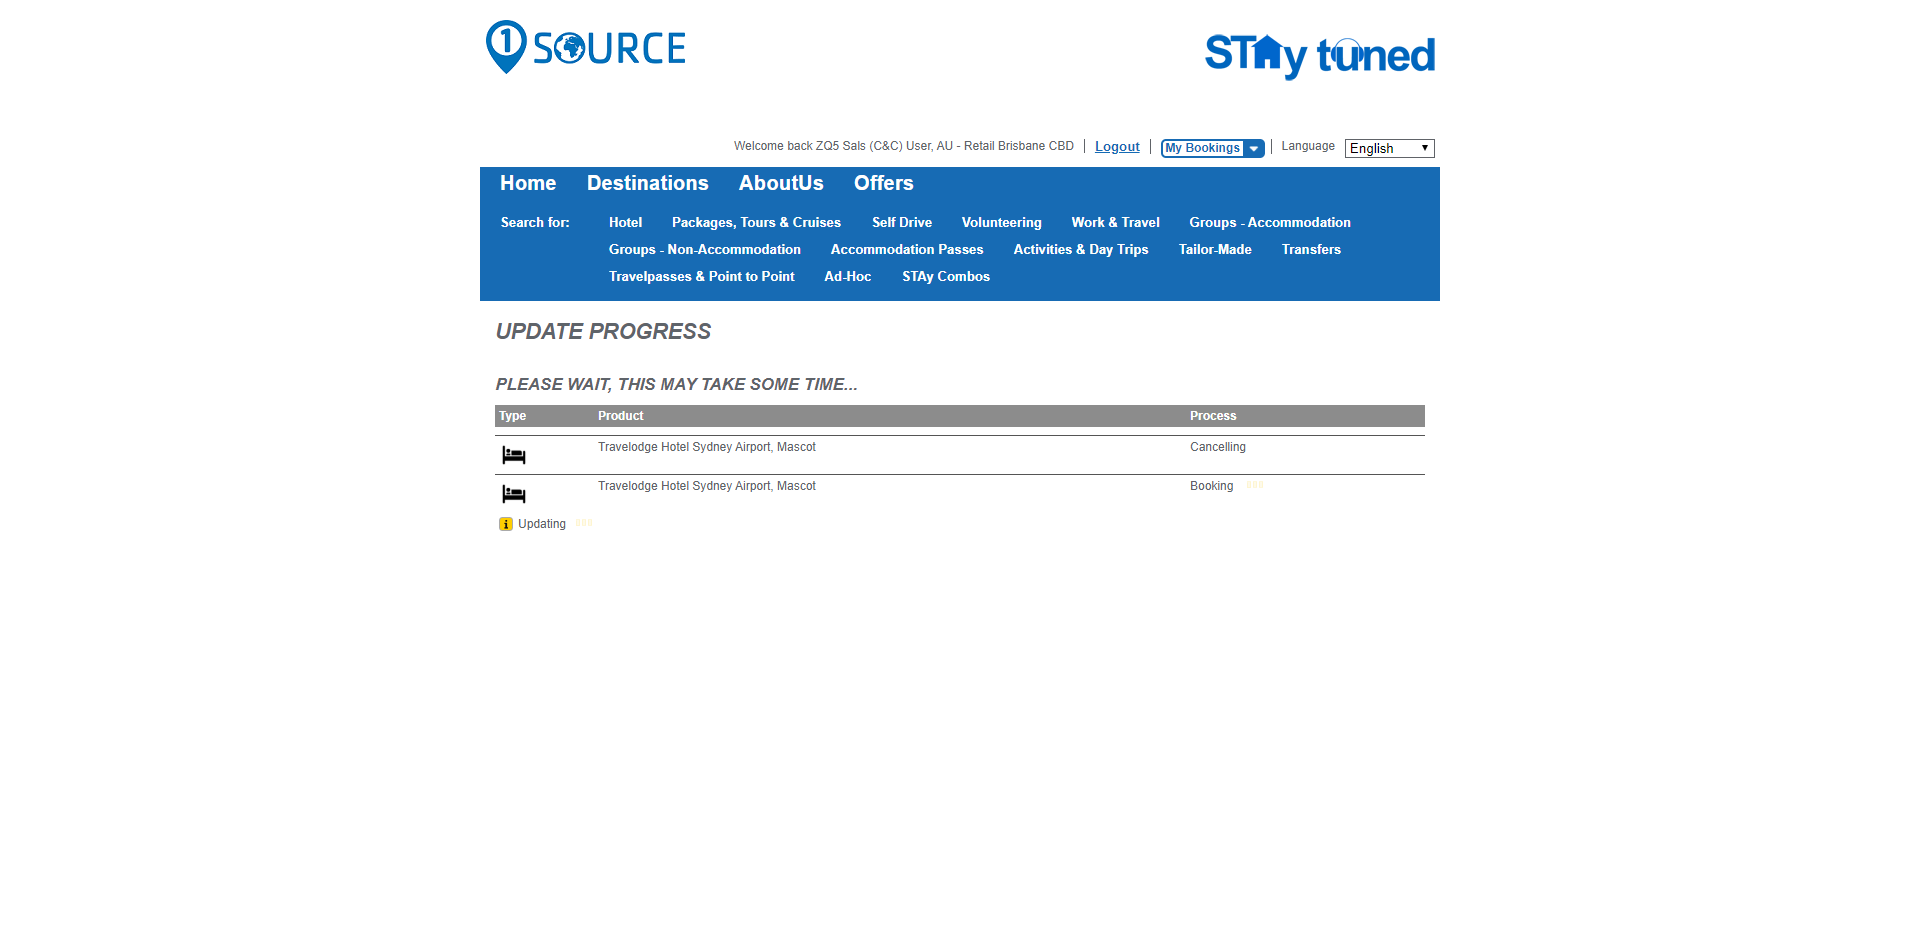 1 SOURCE
STAy tuned
Welcome back ZQ5 Sals (C&C) User, AU - Retail Brisbane CBD
Logout
My Bookings
Language
English
Home Destinations AboutUs Offers
Search for: Hotel Packages, Tours & Cruises Self Drive Volunteering Work & Travel Groups - Accommodation
Groups - Non-Accommodation Accommodation Passes Activities & Day Trips Tailor-Made Transfers
Travelpasses & Point to Point Ad-Hoc STAy Combos
UPDATE PROGRESS
PLEASE WAIT, THIS MAY TAKE SOME TIME...
Type Product Process
Travelodge Hotel Sydney Airport, Mascot Cancelling
Travelodge Hotel Sydney Airport, Mascot Booking
i Updating